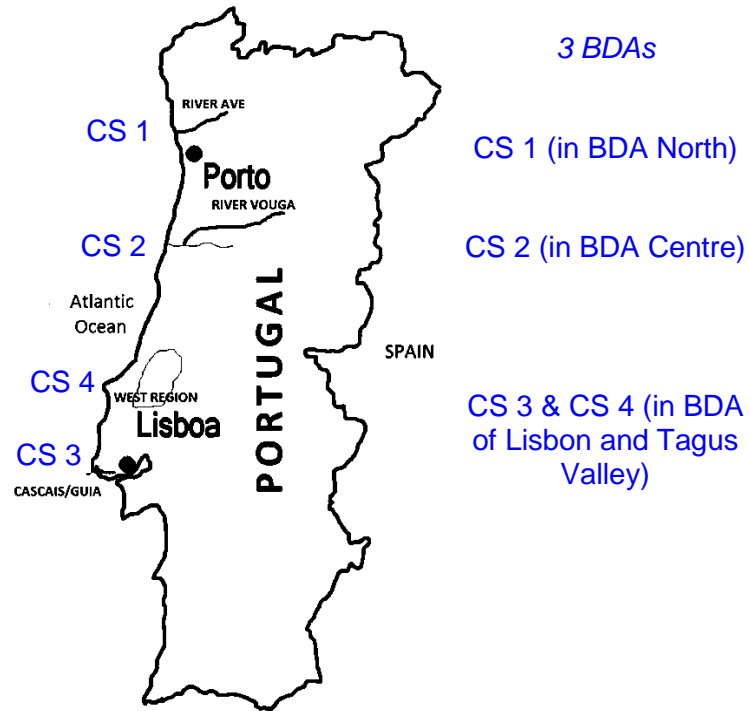 3 BDAs
RIVER AVE
CS 1
CS 1 (in BDA North)
Porto
RIVER VOUGA
CS 2
CS 2 (in BDA Centre)
PORTUGAL
Atlantic
Ocean
SPAIN
CS 4
WEST REGION
Lisboa
CS 3 & CS 4 (in BDA
of Lisbon and Tagus
Valley)
CS 3
CASCAIS/GUIA